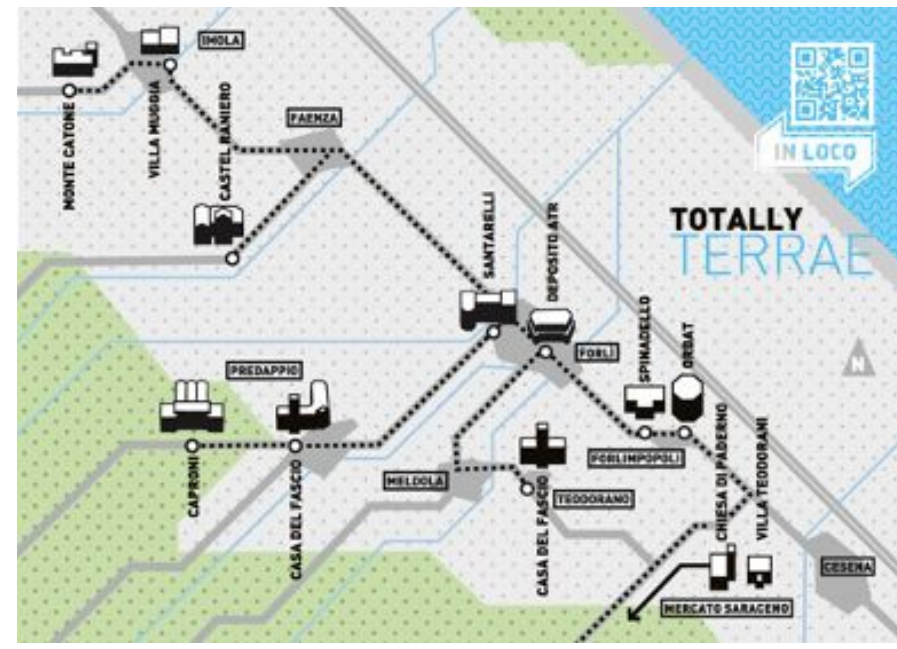 IMOLA
MONTE CATONE
VILLA MUGGIA
CASTEL RANIERO
FAENZA
IN LOCO
TOTALLY
TERRAE
SANTARELLI
DEPOSITO ATR
FORLÌ
SPINADELLO
ORBAT
N
PREDAPPIO
CAPRONI
CASA DEL FASCIO
MELDOLA
CASA DEL FASCIO
TEODORANO
FORLIMPOPOLI
CHIESA DI PADERNO
VILLA TEODORANI
CESENA
MERCATO SARACENO